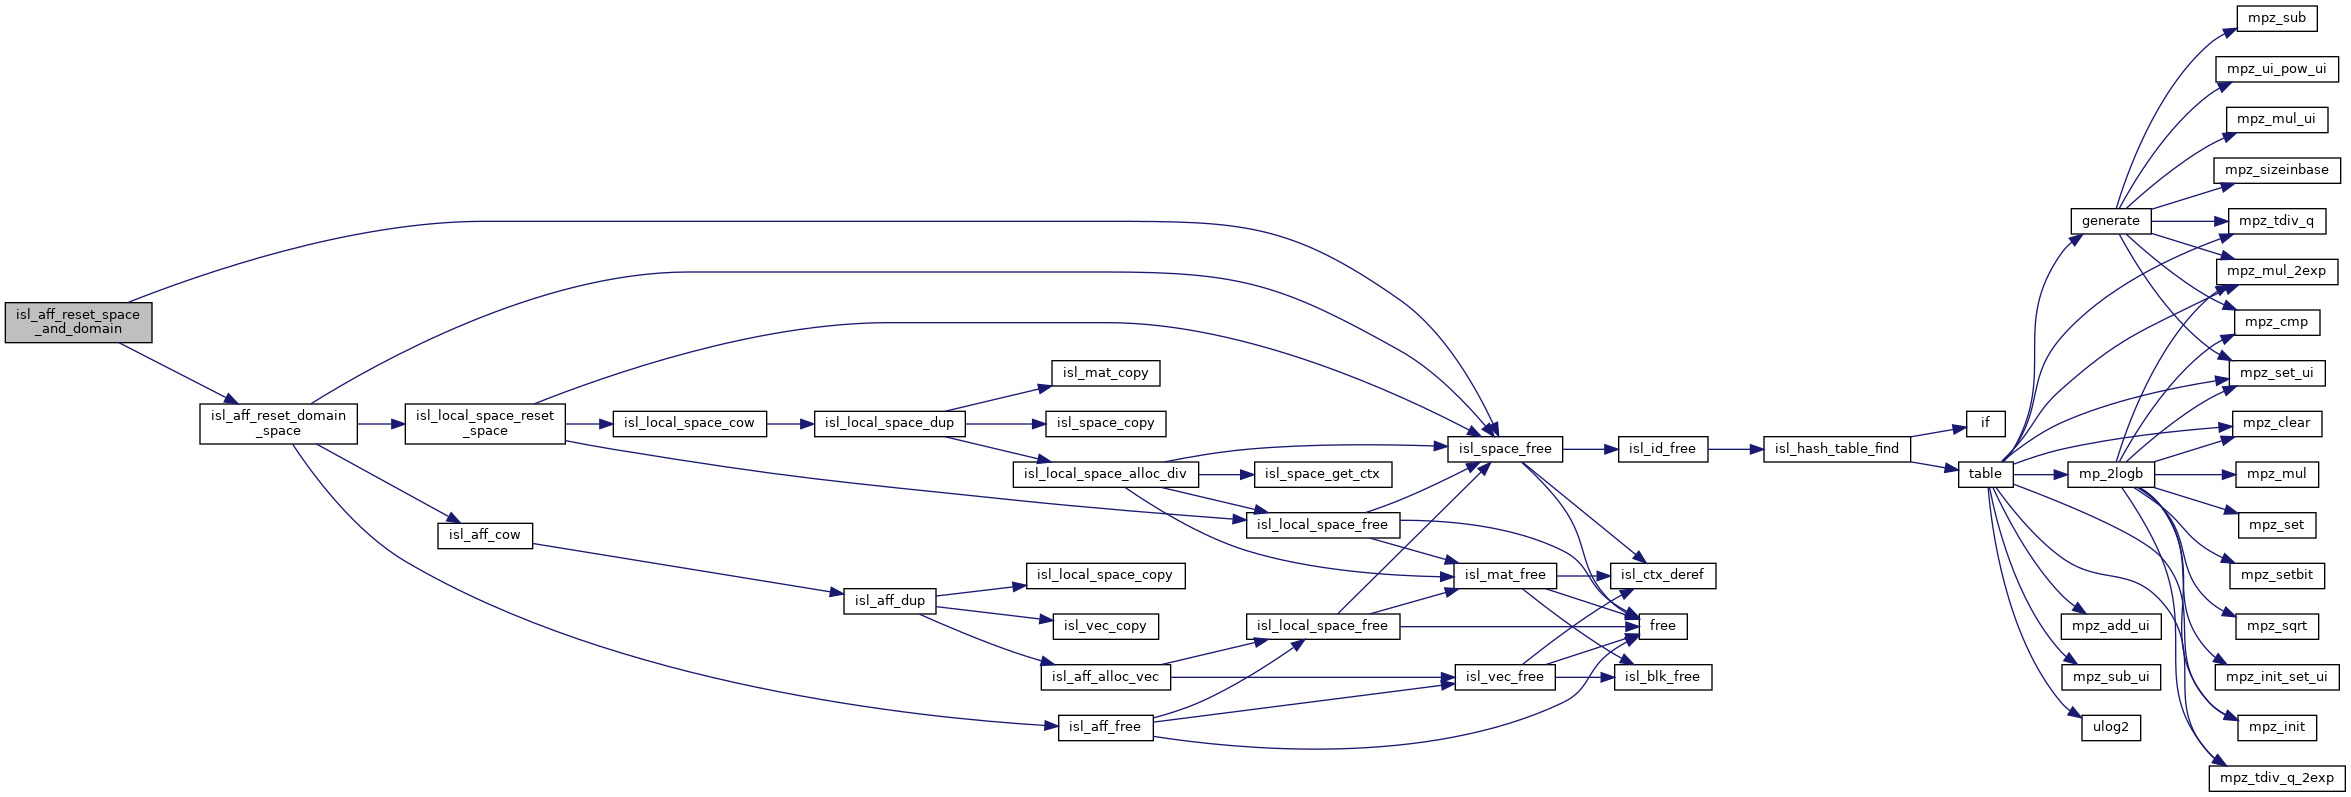 isl_aff_reset_space
_and_domain
isl_aff_reset_domain
_space
isl_local_space_reset
_space
isl_aff_cow
isl_local_space_cow
isl_local_space_dup
isl_aff_dup
isl_mat_copy
isl_space_copy
isl_local_space_alloc_div
isl_local_space_copy
isl_vec_copy
isl_aff_alloc_vec
isl_aff_free
isl_space_get_ctx
isl_local_space_free
isl_local_space_free
isl_space_free
isl_mat_free
isl_vec_free
isl_id_free
isl_ctx_deref
free
isl_blk_free
isl_hash_table_find
if
table
generate
mp_2logb
mpz_add_ui
mpz_sub_ui
ulog2
mpz_sub
mpz_ui_pow_ui
mpz_mul_ui
mpz_sizeinbase
mpz_tdiv_q
mpz_mul_2exp
mpz_cmp
mpz_set_ui
mpz_clear
mpz_mul
mpz_set
mpz_setbit
mpz_sqrt
mpz_init_set_ui
mpz_init
mpz_tdiv_q_2exp